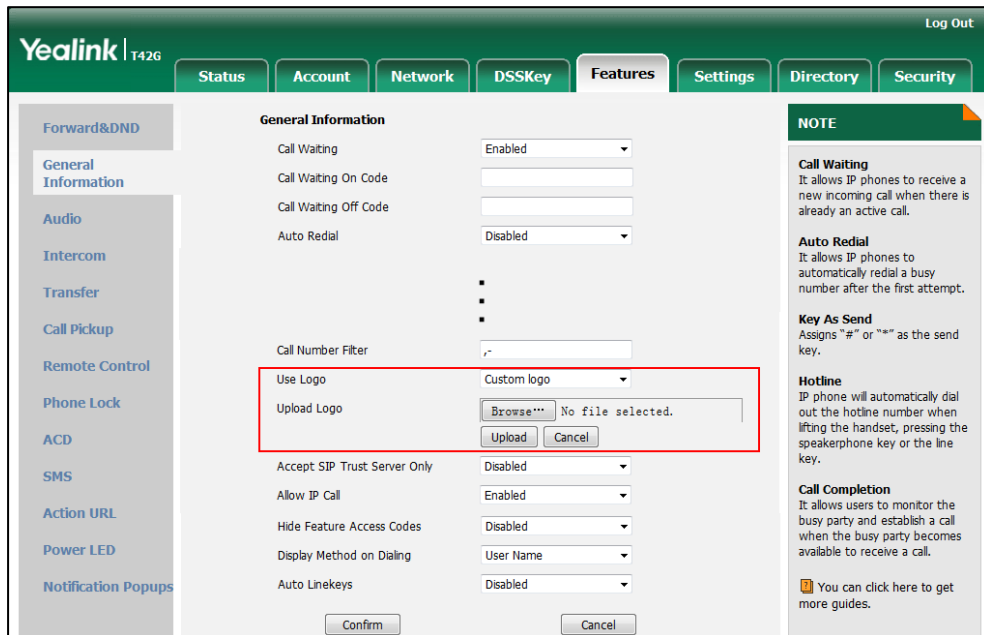 Log Out
Yealink T42G
Status Account Network DSSKey Features Settings Directory Security
Forward&DND
General
Information
Audio
Intercom
Transfer
Call Pickup
Remote Control
Phone Lock
ACD
SMS
Action URL
Power LED
Notification Popups
General Information
Call Waiting Enabled
Call Waiting On Code
Call Waiting Off Code
Auto Redial Disabled
Call Number Filter ,-
Use Logo Custom logo
Upload Logo Browse… No file selected.
Upload Cancel
Accept SIP Trust Server Only Disabled
Allow IP Call Enabled
Hide Feature Access Codes Disabled
Display Method on Dialing User Name
Auto Linekeys Disabled
Confirm Cancel
NOTE
Call Waiting
It allows IP phones to receive a
new incoming call when there is
already an active call.
Auto Redial
It allows IP phones to
automatically redial a busy
number after the first attempt.
Key As Send
Assigns "#" or "*" as the send
key.
Hotline
IP phone will automatically dial
out the hotline number when
lifting the handset, pressing the
speakerphone key or the line
key.
Call Completion
It allows users to monitor the
busy party and establish a call
when the busy party becomes
available to receive a call.
? You can click here to get
more guides.